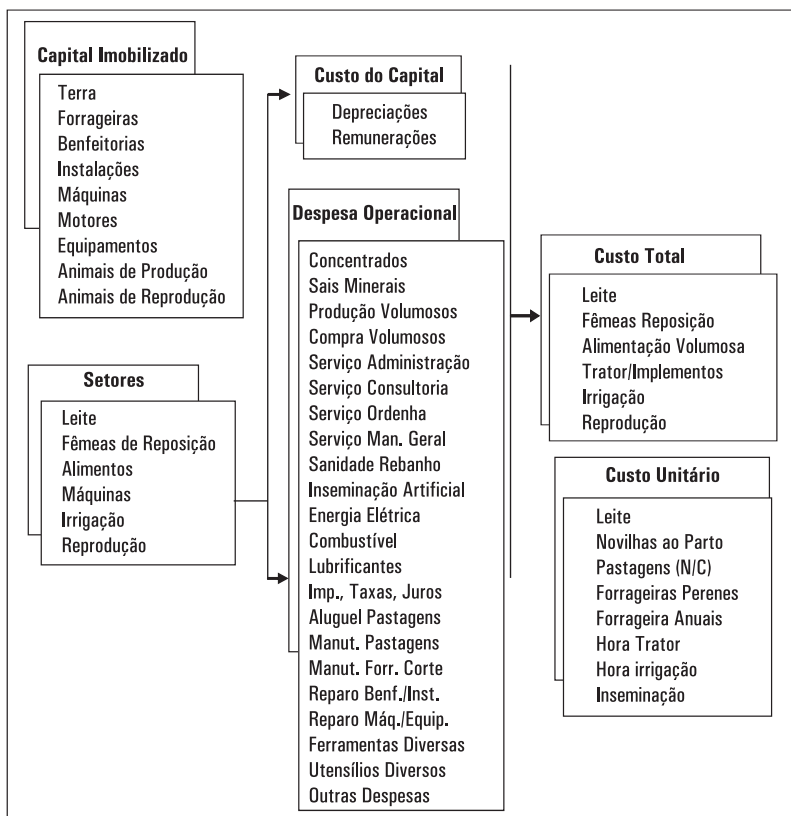 Capital Imobilizado
Terra
Forrageiras
Benfeitorias
Instalações
Máquinas
Motores
Equipamentos
Animais de Produção
Animais de Reprodução
Setores
Leite
Fêmeas de Reposição
Alimentos
Máquinas
Irrigação
Reprodução
Custo do Capital
Depreciações
Remunerações
Despesa Operacional
Concentrados
Sais Minerais
Produção Volumosos
Compra Volumosos
Serviço Administração
Serviço Consultoria
Serviço Ordenha
Serviço Man. Geral
Sanidade Rebanho
Inseminação Artificial
Energia Elétrica
Combustível
Lubrificantes
Imp., Taxas, Juros
Aluguel Pastagens
Manut. Pastagens
Manut. Forr. Corte
Reparo Benf./Inst.
Reparo Máq./Equip.
Ferramentas Diversas
Utensílios Diversos
Outras Despesas
Custo Total
Leite
Fêmeas Reposição
Alimentação Volumosa
Trator/Implementos
Irrigação
Reprodução
Custo Unitário
Leite
Novilhas ao Parto
Pastagens (N/C)
Forrageiras Perenes
Forrageira Anuais
Hora Trator
Hora irrigação
Inseminação